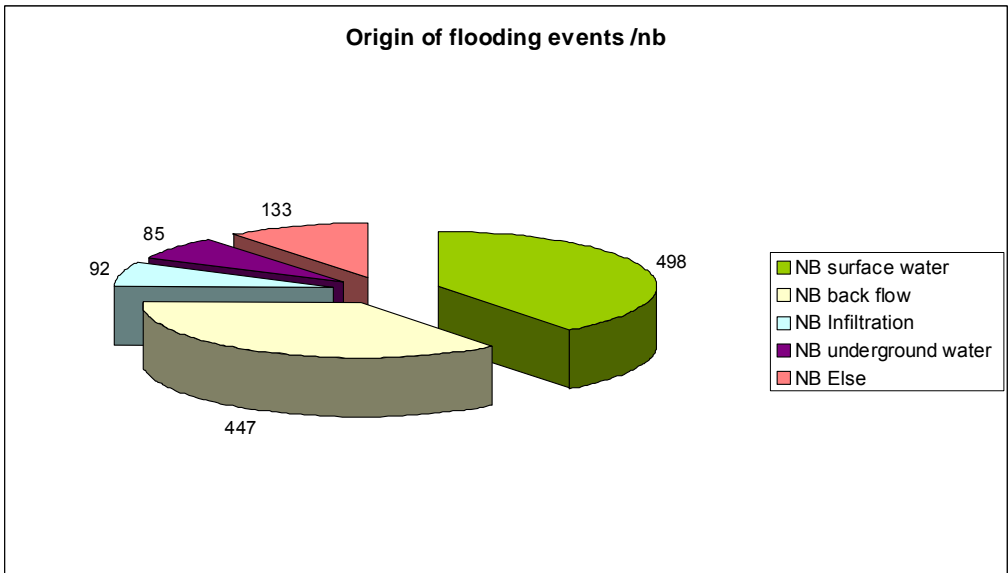 Origin of flooding events /nb
133
85
92
498
447
NB surface water
NB back flow
NB Infiltration
NB underground water
NB Else